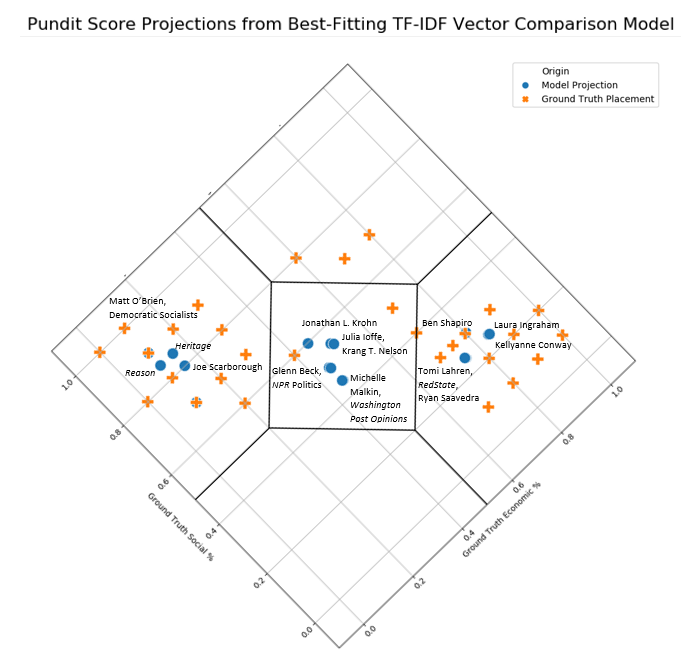 Pundit Score Projections from Best-Fitting TF-IDF Vector Comparison Model
Origin
Model Projection
Ground Truth Placement
Matt O'Brien,
Democratic Socialists
Heritage
Reason
Joe Scarborough
Jonathan L. Krohn
Julia Ioffe,
Krang T. Nelson
Glenn Beck,
NPR Politics
Michelle
Malkin,
Washington
Post Opinions
Ben Shapiro
Laura Ingraham
Kellyanne Conway
Tomi Lahren,
RedState,
Ryan Saavedra
1.0
0.8
0.6
0.4
0.2
0.0
Ground Truth Social %
0.0
0.2
0.4
0.6
0.8
1.0
Ground Truth Economic %